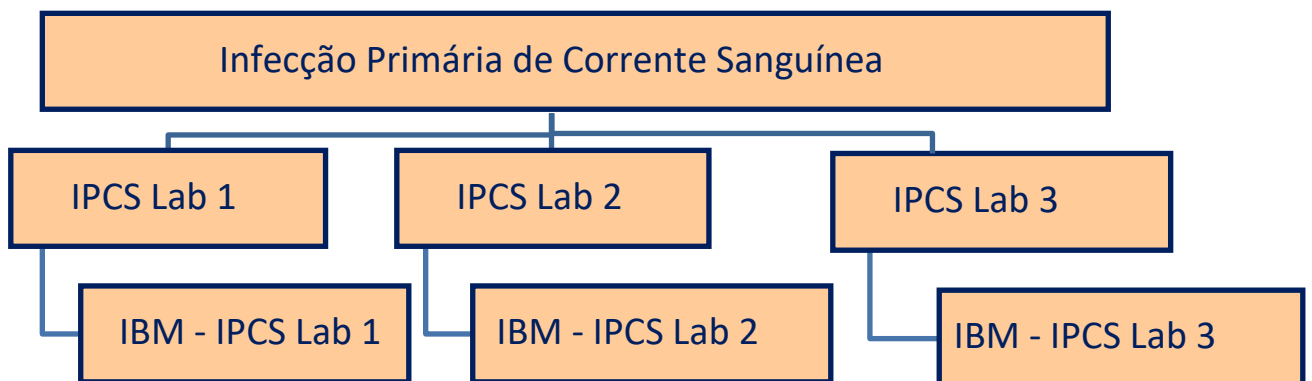 Infecção Primária de Corrente Sanguínea
IPCS Lab 1
IPCS Lab 2
IPCS Lab 3
IBM - IPCS Lab 1
IBM - IPCS Lab 2
IBM - IPCS Lab 3